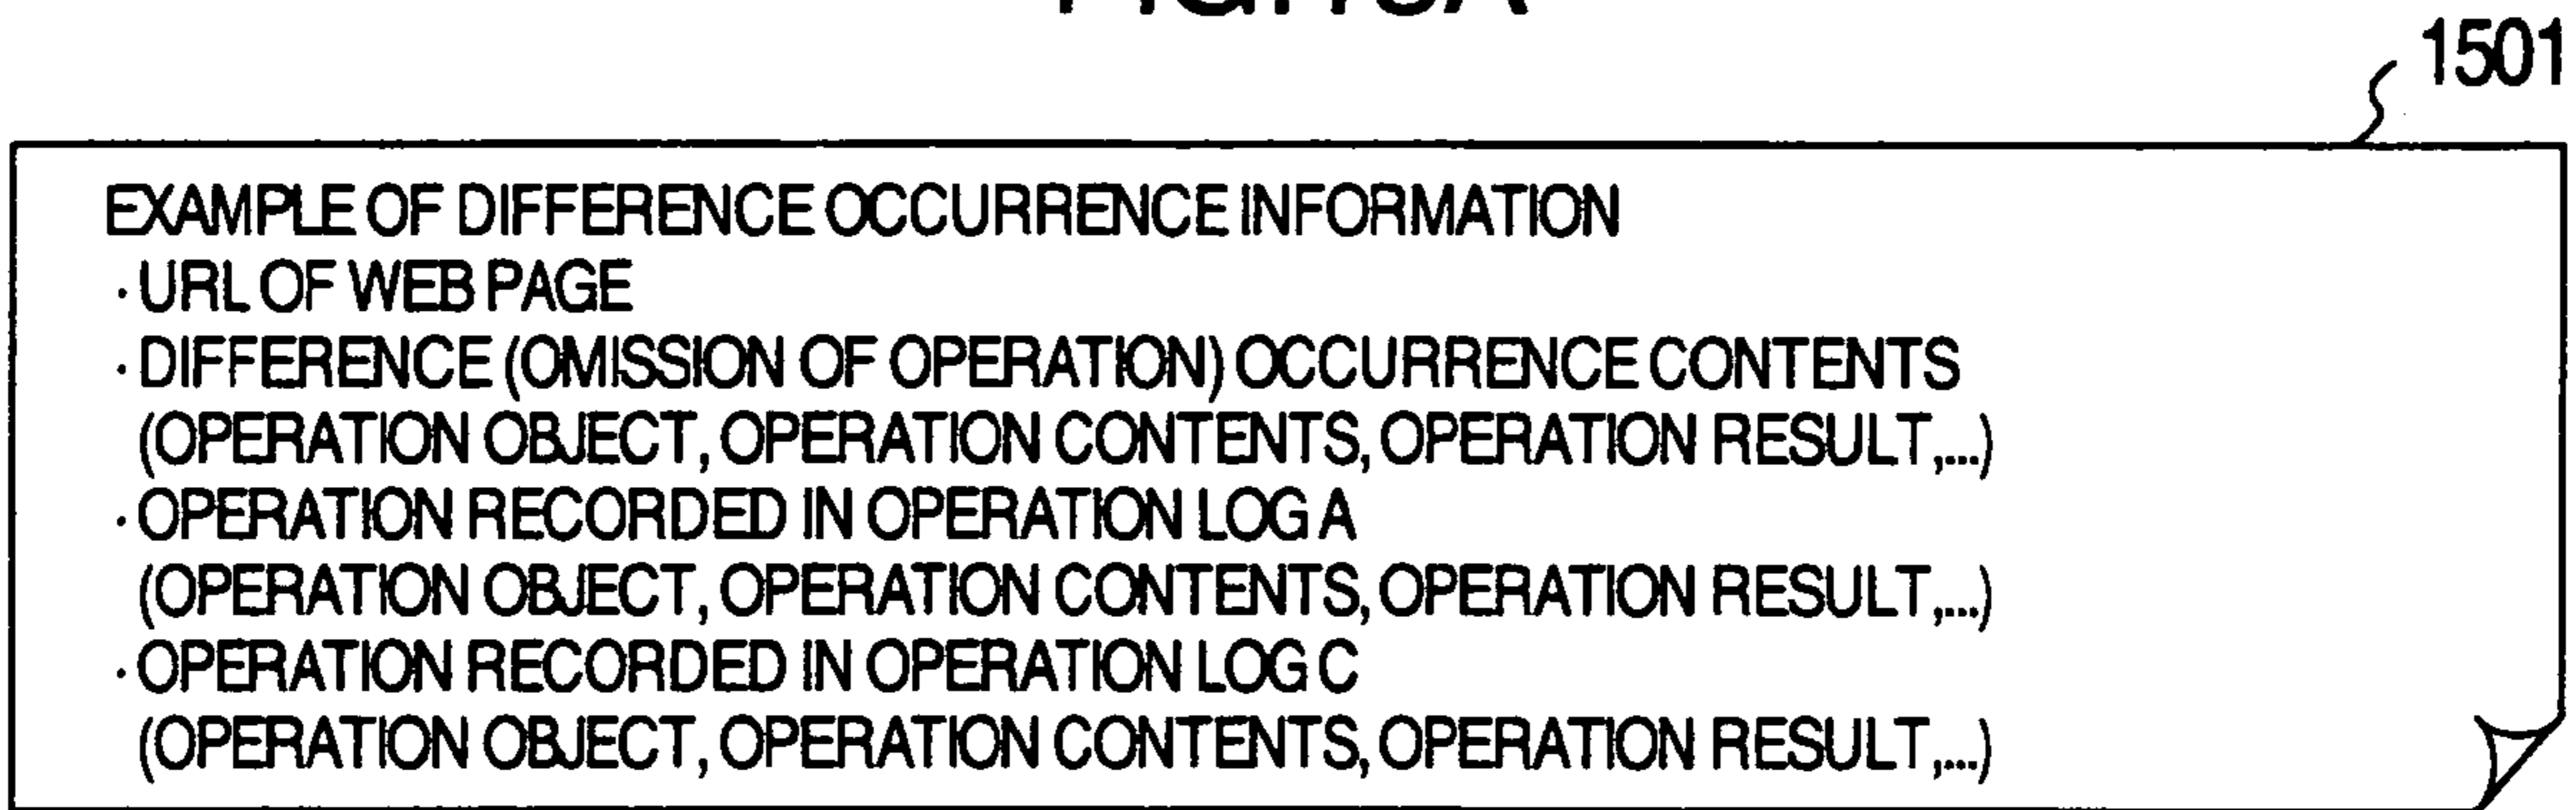 1501
EXAMPLE OF DIFFERENCE OCCURRENCE INFORMATION
· URL OF WEB PAGE
· DIFFERENCE (OMISSION OF OPERATION) OCCURRENCE CONTENTS
(OPERATION OBJECT, OPERATION CONTENTS, OPERATION RESULT,...)
· OPERATION RECORDED IN OPERATION LOG A
(OPERATION OBJECT, OPERATION CONTENTS, OPERATION RESULT,...)
· OPERATION RECORDED IN OPERATION LOG C
(OPERATION OBJECT, OPERATION CONTENTS, OPERATION RESULT,...)